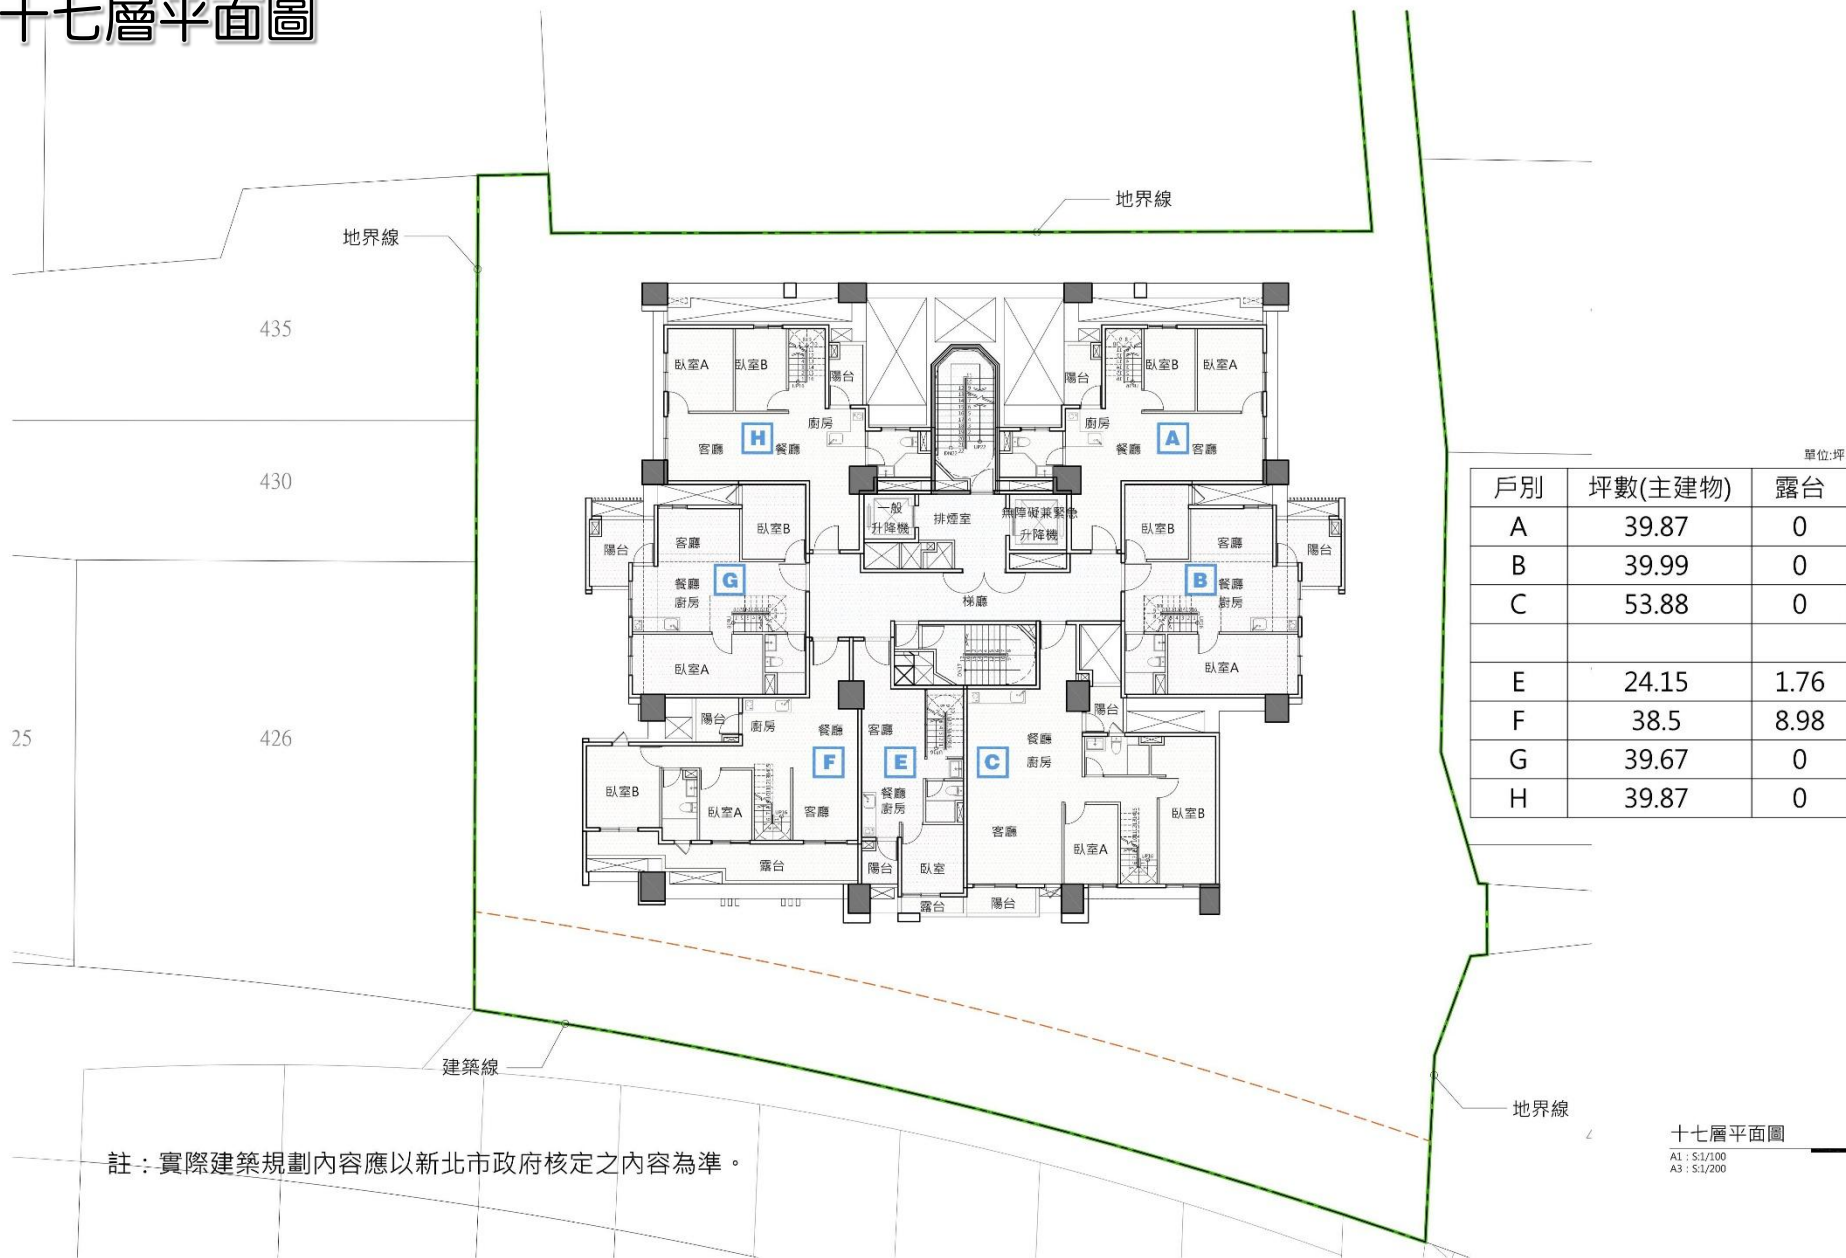 十七層平面圖
地界線
地界線
435
430
426
25
臥室A
臥室B
陽台
廚房
H
客廳
餐廳
陽台
臥室B
臥室A
廚房
A
餐廳
客廳
一般
升降機
排煙室
無障礙兼緊急
升降機
梯廳
陽台
客廳
臥室B
餐廳
廚房
G
臥室A
臥室B
客廳
陽台
B
餐廳
廚房
臥室A
陽台
廚房
餐廳
F
臥室B
臥室A
客廳
露台
客廳
E
餐廳
廚房
陽台
臥室
露台
C
餐廳
廚房
陽台
客廳
臥室A
臥室B
陽台
單位:坪
戶別 坪數(主建物) 露台
A 39.87 0
B 39.99 0
C 53.88 0
E 24.15 1.76
F 38.5 8.98
G 39.67 0
H 39.87 0
建築線
地界線
註：實際建築規劃內容應以新北市政府核定之內容為準。
十七層平面圖
A1 : S:1/100
A3 : S:1/200